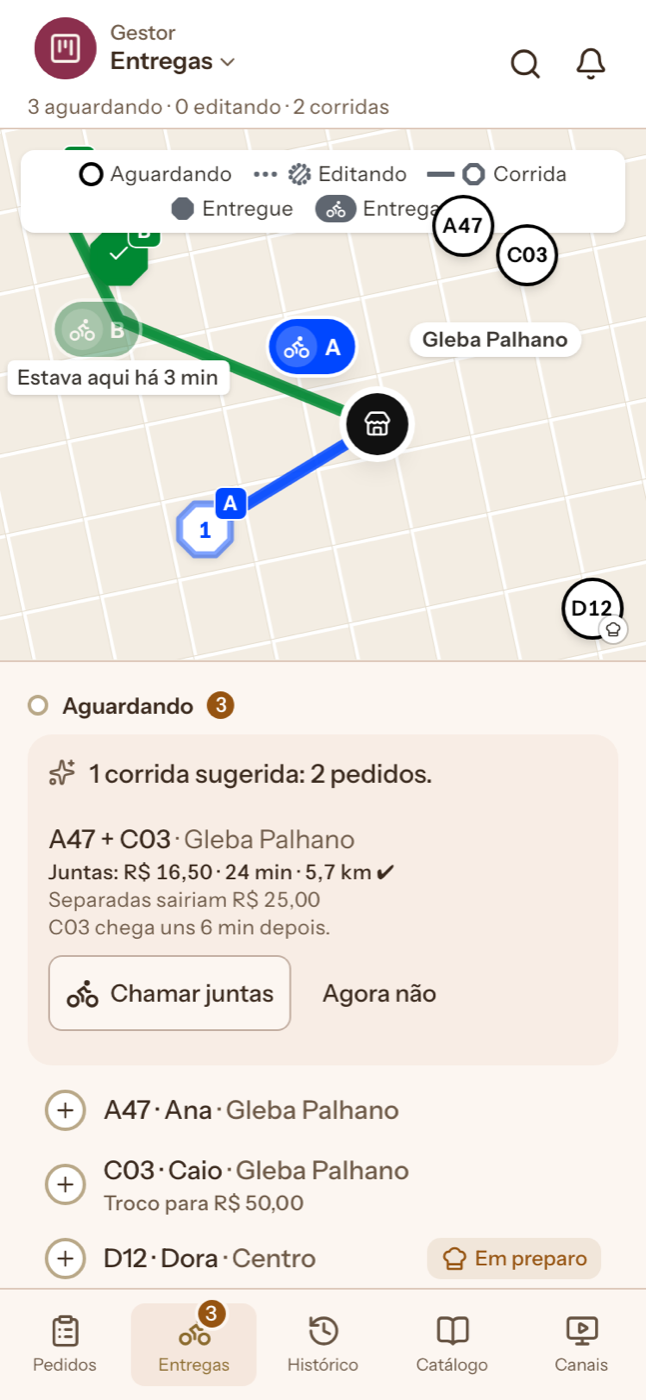 Gestor
Entregas
3 aguardando · 0 editando · 2 corridas
Aguardando
Editando
Corrida
Entregue
A47
C03
B
B
A
Gleba Palhano
Estava aqui há 3 min
A
1
D12
Aguardando 3
1 corrida sugerida: 2 pedidos.
A47 + C03 · Gleba Palhano
Juntas: R$ 16,50 · 24 min · 5,7 km ✔
Separadas sairiam R$ 25,00
C03 chega uns 6 min depois.
Chamar juntas
Agora não
A47 · Ana · Gleba Palhano
C03 · Caio · Gleba Palhano
Troco para R$ 50,00
D12 · Dora · Centro
Em preparo
3
Pedidos
Entregas
Histórico
Catálogo
Canais